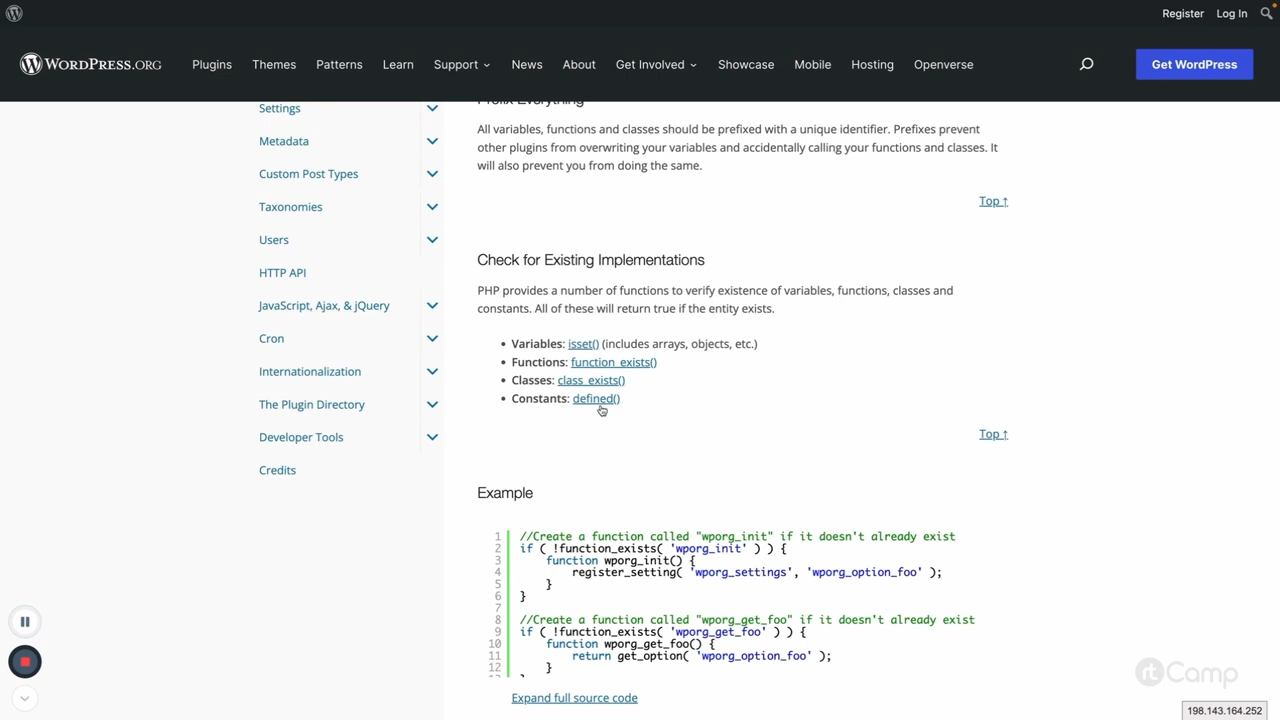 Register Log In
WORDPRESS.ORG Plugins Themes Patterns Learn Support News About Get Involved Showcase Mobile Hosting Openverse Get WordPress
Settings
Metadata
Custom Post Types
Taxonomies
Users
HTTP API
JavaScript, Ajax, & jQuery
Cron
Internationalization
The Plugin Directory
Developer Tools
Credits
Prefix Everything
All variables, functions and classes should be prefixed with a unique identifier. Prefixes prevent
other plugins from overwriting your variables and accidentally calling your functions and classes. It
will also prevent you from doing the same.
Top ↑
Check for Existing Implementations
PHP provides a number of functions to verify existence of variables, functions, classes and
constants. All of these will return true if the entity exists.
• Variables: isset() (includes arrays, objects, etc.)
• Functions: function_exists()
• Classes: class_exists()
• Constants: defined()
Top ↑
Example
1 //Create a function called "wporg_init" if it doesn't already exist
2 if ( !function_exists( 'wporg_init' ) ) {
3 function wporg_init() {
4 register_setting( 'wporg_settings', 'wporg_option_foo' );
5 }
6 }
7
8 //Create a function called "wporg_get_foo" if it doesn't already exist
9 if ( !function_exists( 'wporg_get_foo' ) ) {
10 function wporg_get_foo() {
11 return get_option( 'wporg_option_foo' );
12 }
Expand full source code
rtCamp
198.143.164.252